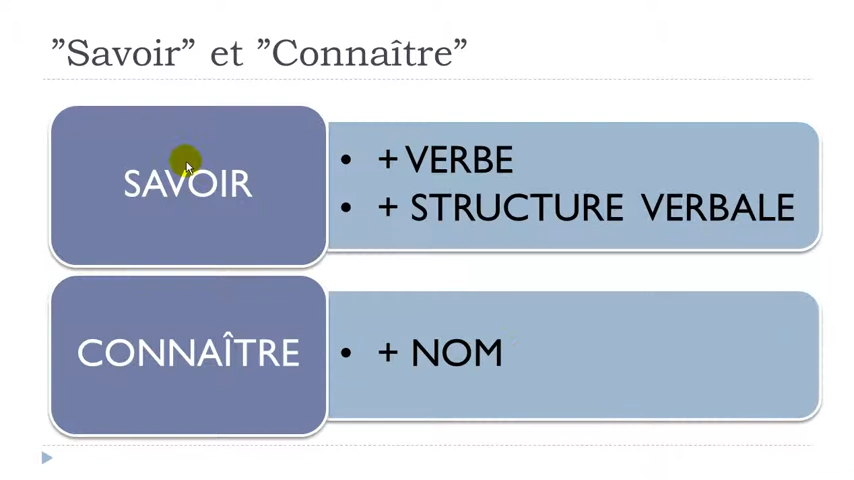 ”Savoir” et ”Connaître”
SAVOIR
• + VERBE
• + STRUCTURE VERBALE
CONNAÎTRE
• + NOM